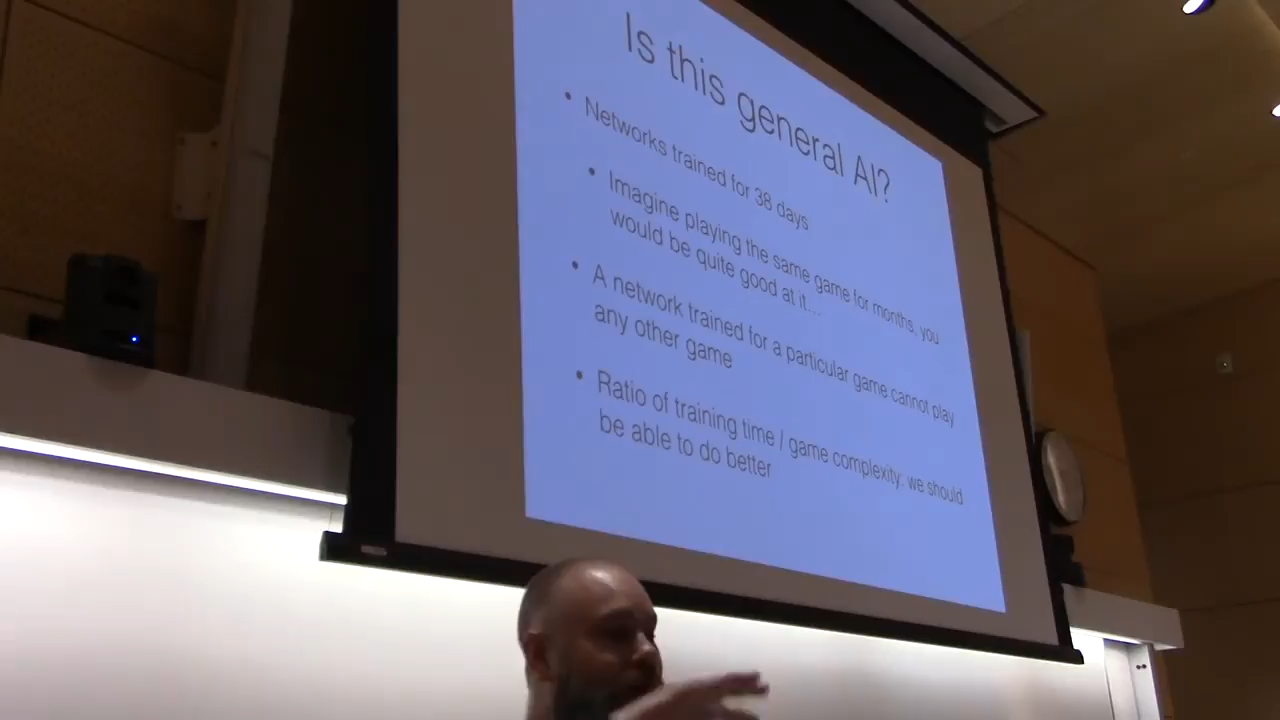 Is this general AI?
• Networks trained for 38 days
• Imagine playing the same game for months, you
would be quite good at it…
• A network trained for a particular game cannot play
any other game
• Ratio of training time / game complexity: we should
be able to do better